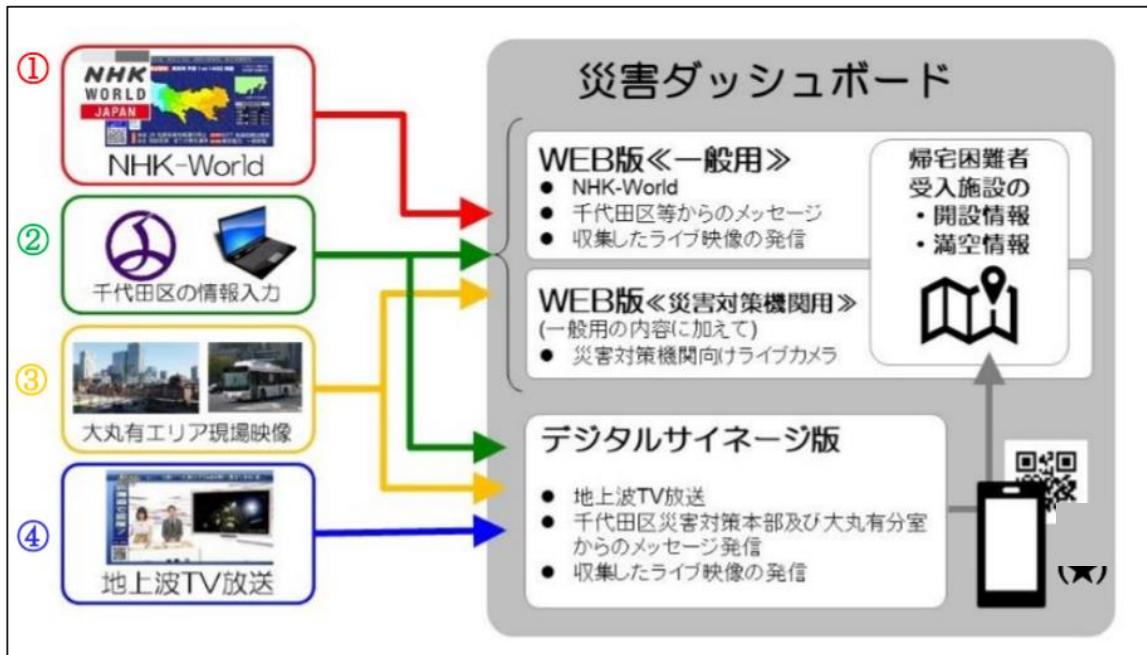 ①
NHK
WORLD
JAPAN
NHK-World
②
千代田区の情報入力
③
大丸有エリア現場映像
④
地上波TV放送
災害ダッシュボード
WEB版≪一般用≫
● NHK-World
● 千代田区等からのメッセージ
● 収集したライブ映像の発信
帰宅困難者
受入施設の
・開設情報
・満空情報
WEB版≪災害対策機関用≫
(一般用の内容に加えて)
● 災害対策機関向けライブカメラ
デジタルサイネージ版
● 地上波TV放送
● 千代田区災害対策本部及び大丸有分室
からのメッセージ発信
● 収集したライブ映像の発信
(★)